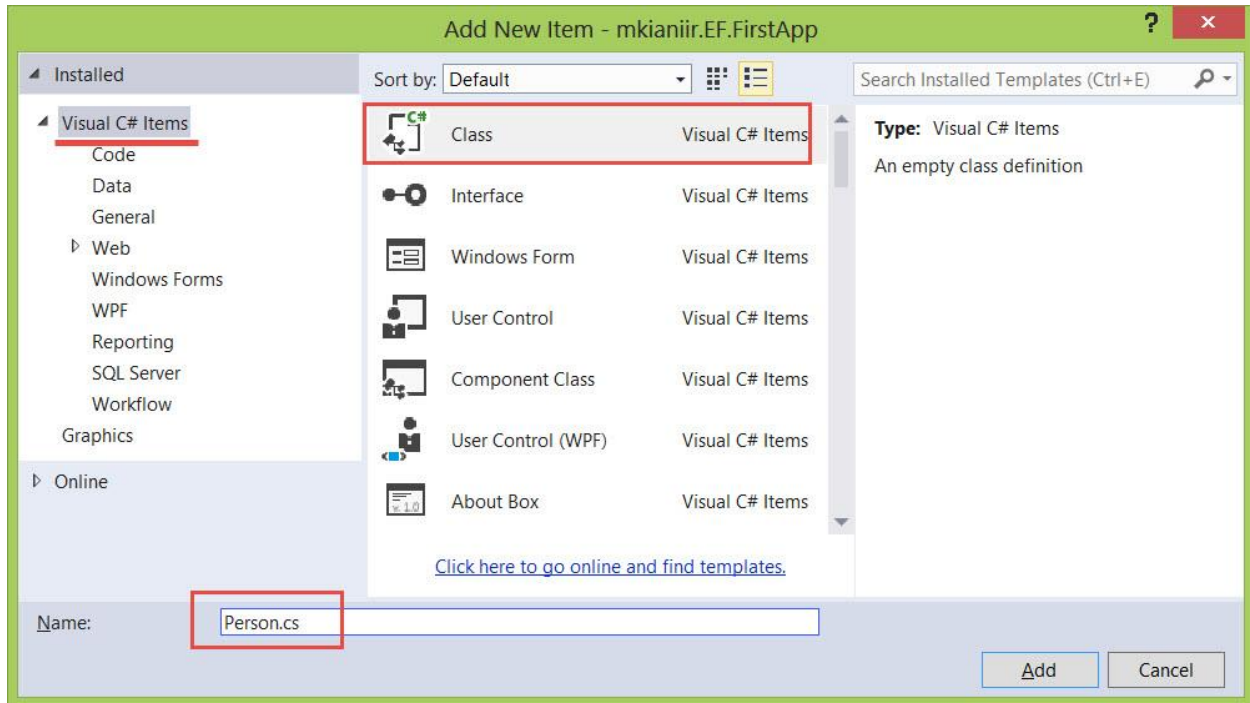 Add New Item - mkianiir.EF.FirstApp
?
Installed
Sort by: Default
Search Installed Templates (Ctrl+E)
Visual C# Items
Code
Data
General
Web
Windows Forms
WPF
Reporting
SQL Server
Workflow
Graphics
Online
C#
Class Visual C# Items
Interface Visual C# Items
Windows Form Visual C# Items
User Control Visual C# Items
Component Class Visual C# Items
User Control (WPF) Visual C# Items
v. 1.0
About Box Visual C# Items
Click here to go online and find templates.
Type: Visual C# Items
An empty class definition
Name: Person.cs
Add Cancel